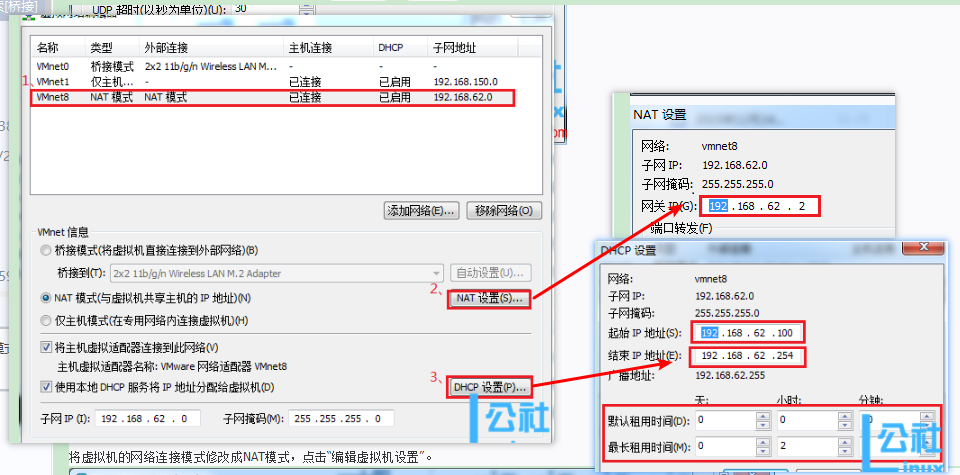 [桥接]
UDP 超时(以秒为单位)(U): 30
名称 类型 外部连接 主机连接 DHCP 子网地址
VMnet0 桥接模式 2x2 11b/g/n Wireless LAN M... - - -
1、
VMnet1 仅主机... - 已连接 已启用 192.168.150.0
VMnet8 NAT 模式 NAT 模式 已连接 已启用 192.168.62.0
添加网络(E)... 移除网络(O)
VMnet 信息
桥接模式(将虚拟机直接连接到外部网络)(B)
桥接到(T): 2x2 11b/g/n Wireless LAN M.2 Adapter 自动设置(U)...
2、
NAT 模式(与虚拟机共享主机的 IP 地址)(N) NAT 设置(S)...
仅主机模式(在专用网络内连接虚拟机)(H)
将主机虚拟适配器连接到此网络(V)
主机虚拟适配器名称: VMware 网络适配器 VMnet8
3、
使用本地 DHCP 服务将 IP 地址分配给虚拟机(D) DHCP 设置(P)...
子网 IP (I): 192 . 168 . 62 . 0 子网掩码(M): 255 . 255 . 255 . 0
公社
将虚拟机的网络连接模式修改成NAT模式，点击“编辑虚拟机设置”。
NAT 设置
网络: vmnet8
子网 IP: 192.168.62.0
子网掩码: 255.255.255.0
网关 IP(G): 192 . 168 . 62 . 2
端口转发(F)
DHCP 设置
网络: vmnet8
子网 IP: 192.168.62.0
子网掩码: 255.255.255.0
起始 IP 地址(S): 192 . 168 . 62 . 100
结束 IP 地址(E): 192 . 168 . 62 . 254
广播地址: 192.168.62.255
天: 小时: 分钟:
默认租用时间(D): 0 0
最长租用时间(M): 0 2
公社
inux